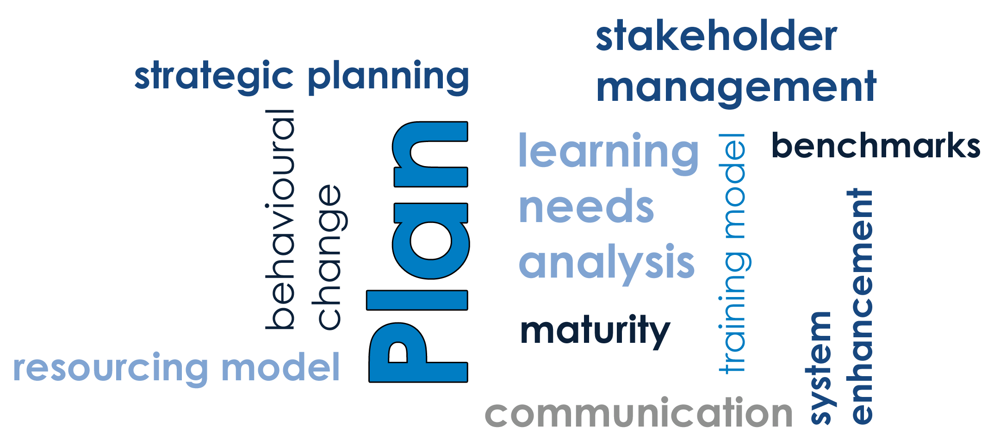 stakeholder
management
strategic planning
behavioural
change
Plan
learning
needs
analysis
training model
benchmarks
maturity
system
enhancement
resourcing model
communication